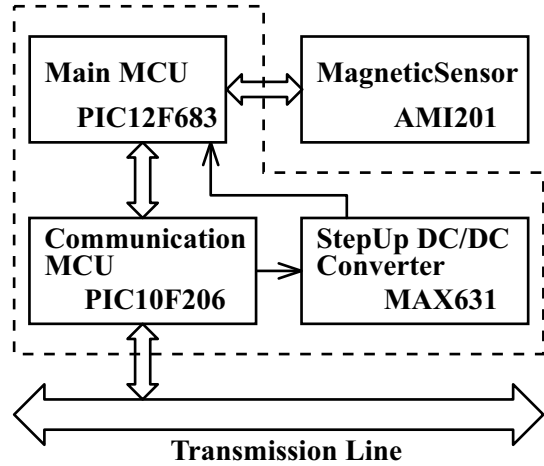 Main MCU
PIC12F683
MagneticSensor
AMI201
Communication
MCU
PIC10F206
StepUp DC/DC
Converter
MAX631
Transmission Line